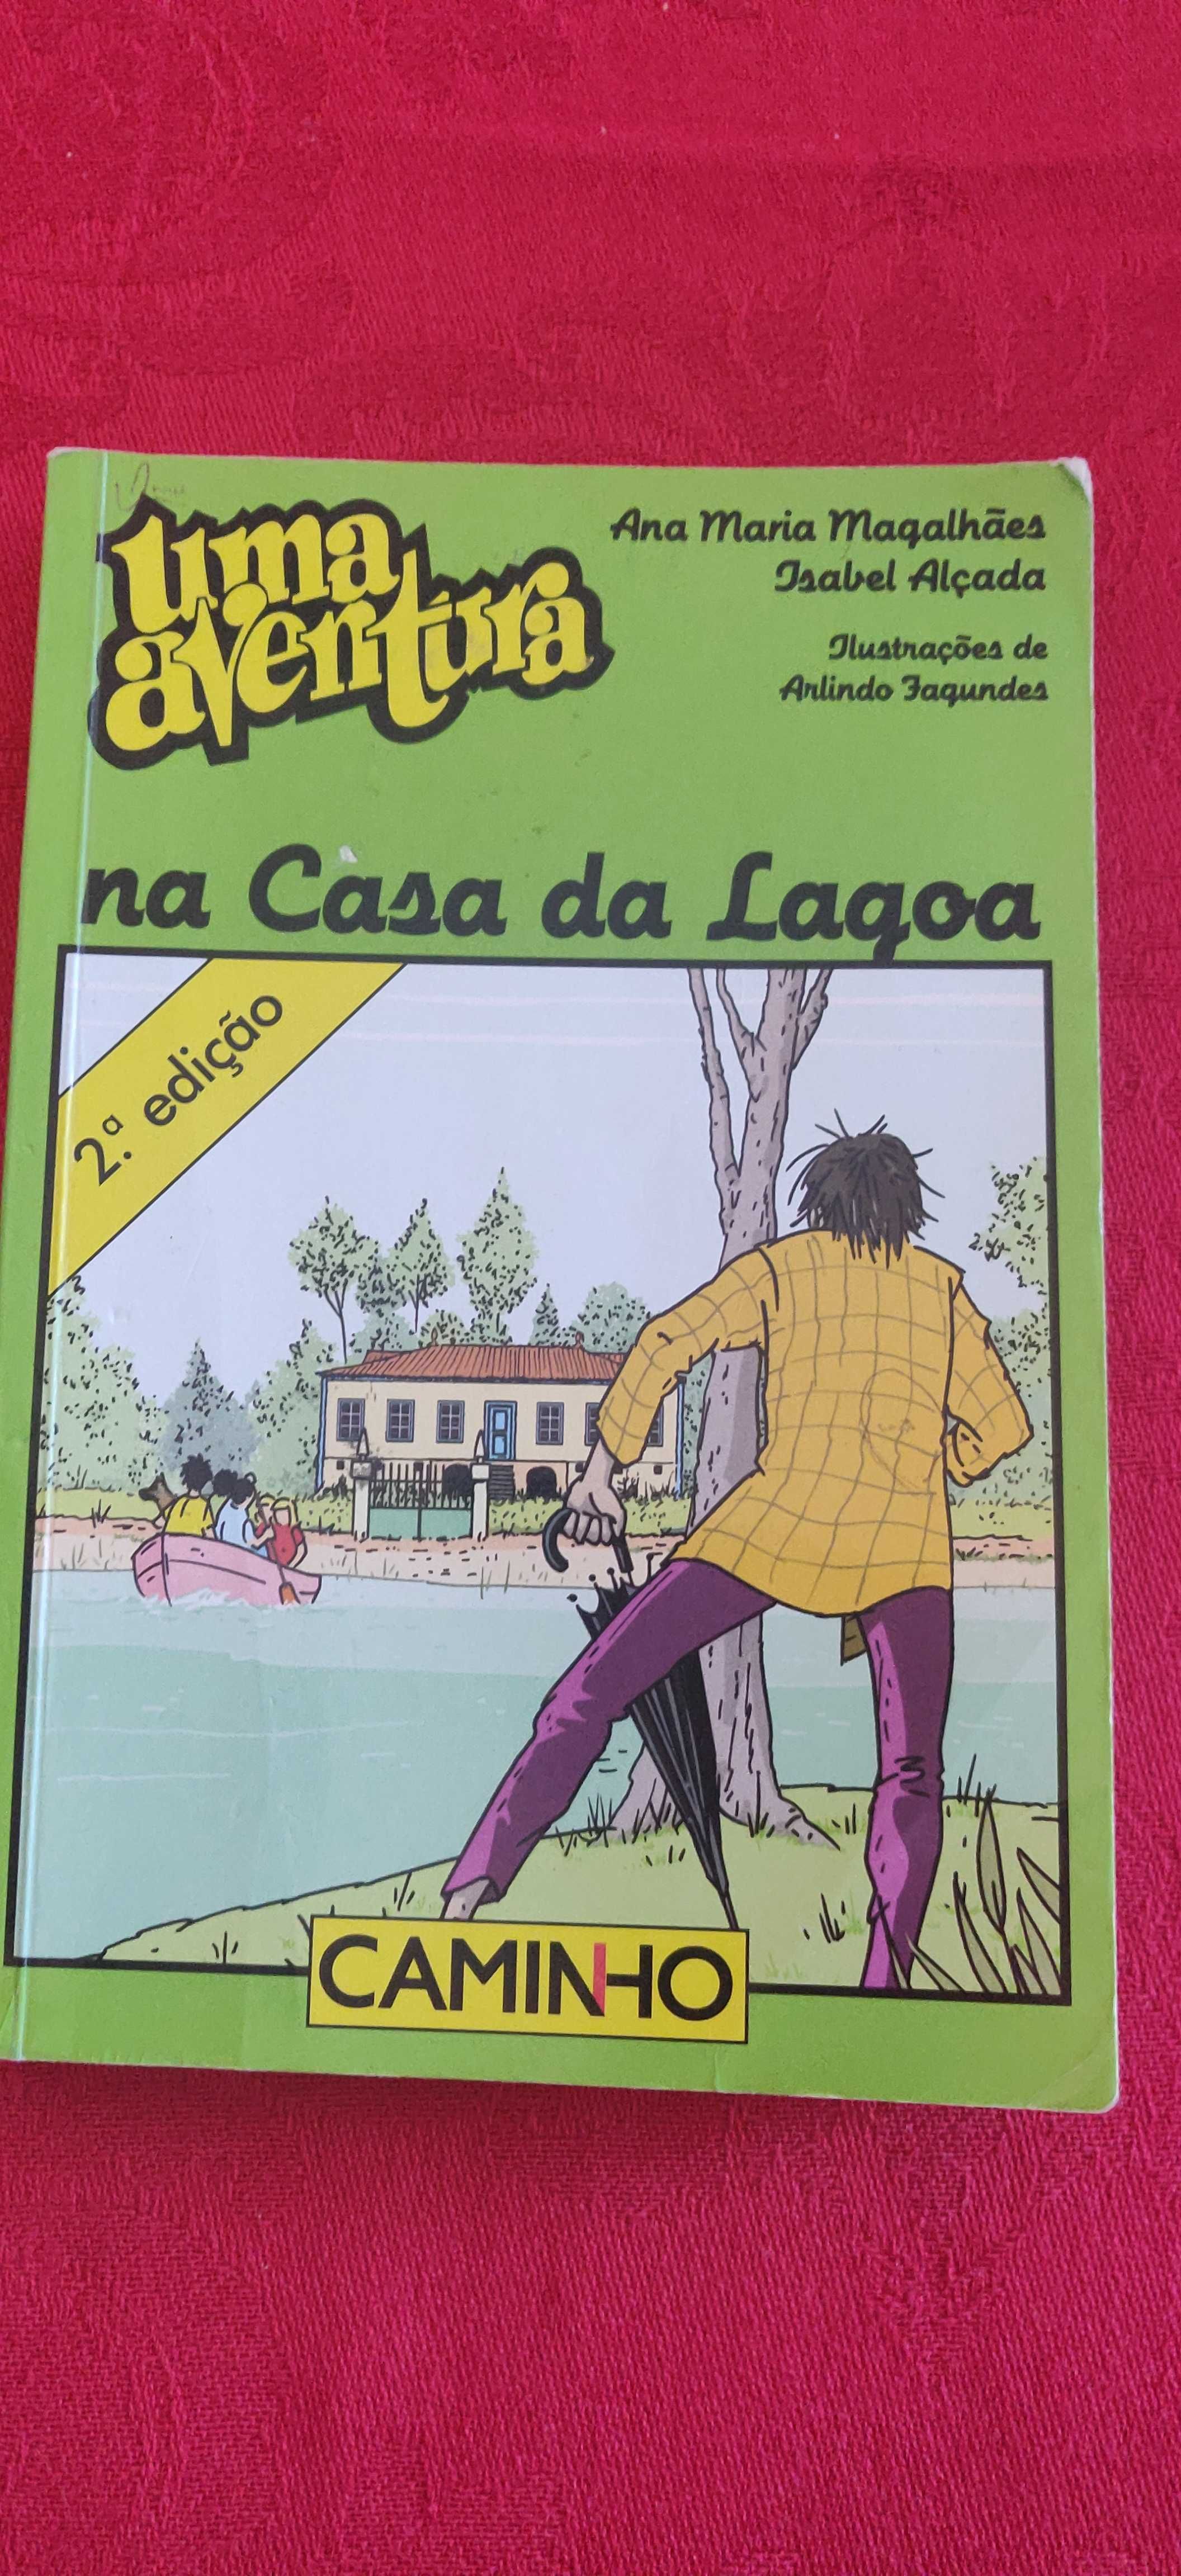 uma
aventura
Ana Maria Magalhães
Isabel Alçada
Ilustrações de
Arlindo Fagundes
na Casa da Lagoa
2.ª edição
CAMINHO